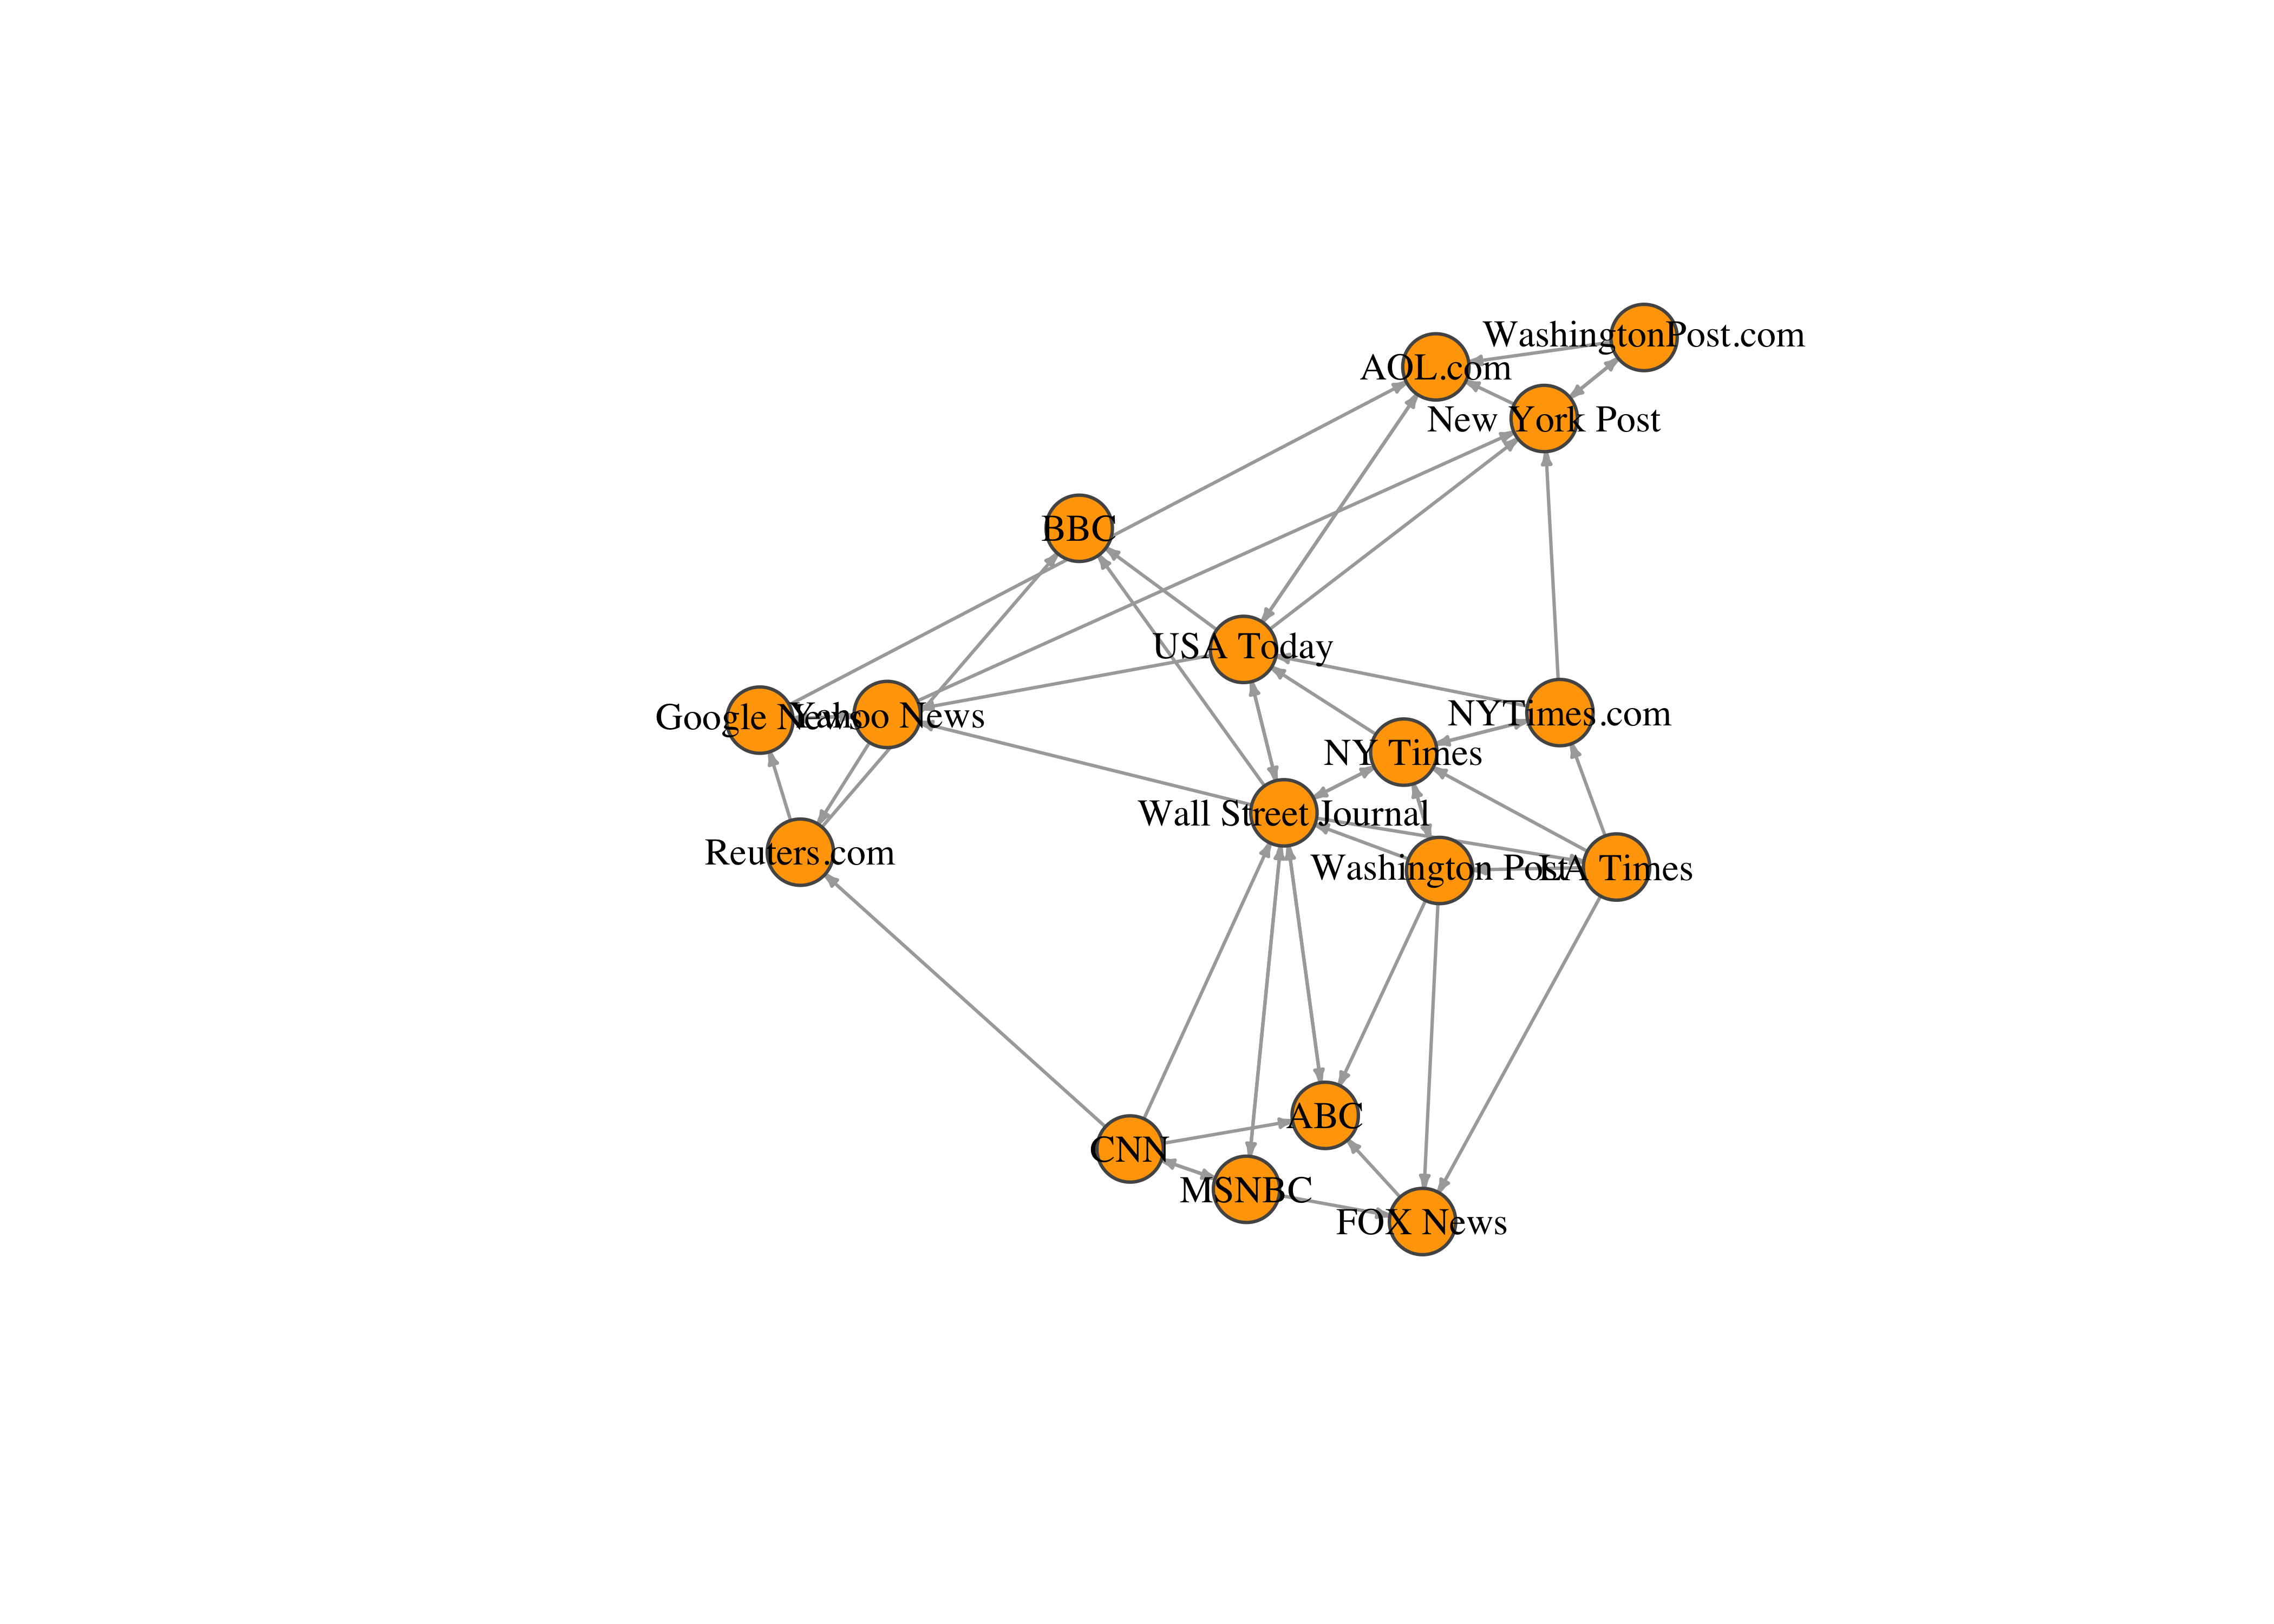 WashingtonPost.com
AOL.com
New York Post
BBC
USA Today
Google News
Yahoo News
NYTimes.com
NY Times
Wall Street Journal
Reuters.com
Washington Post
LA Times
ABC
CNN
MSNBC
FOX News